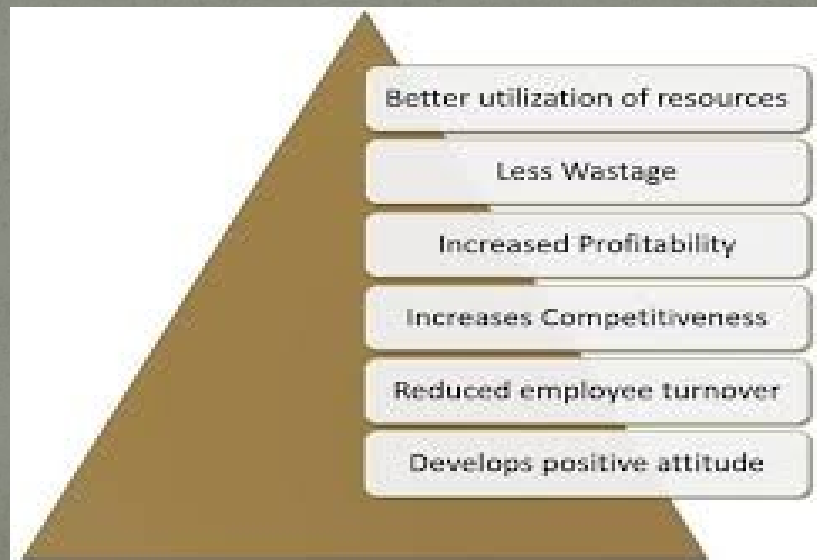 Better utilization of resources
Less Wastage
Increased Profitability
Increases Competitiveness
Reduced employee turnover
Develops positive attitude